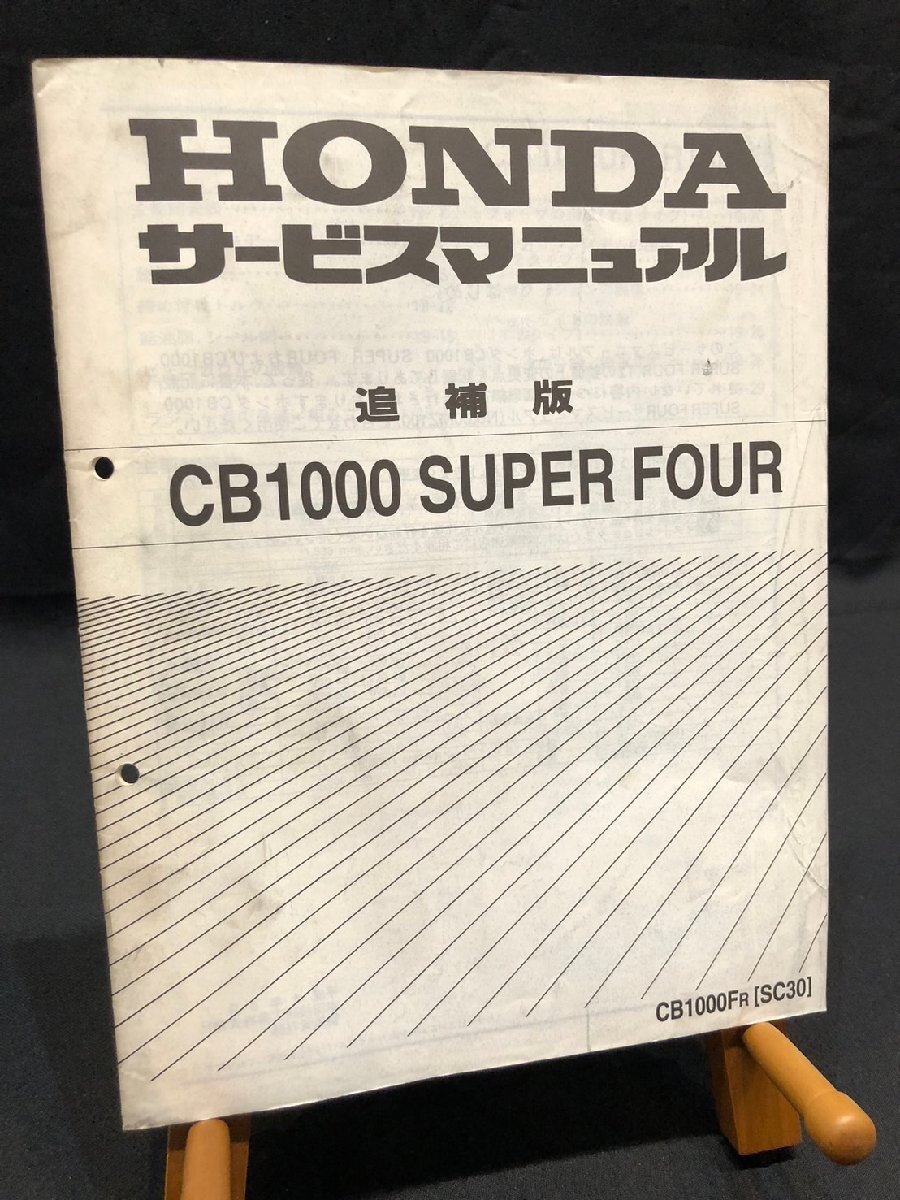 HONDA
サービスマニュアル
追補版
CB1000 SUPER FOUR
CB1000FR [SC30]